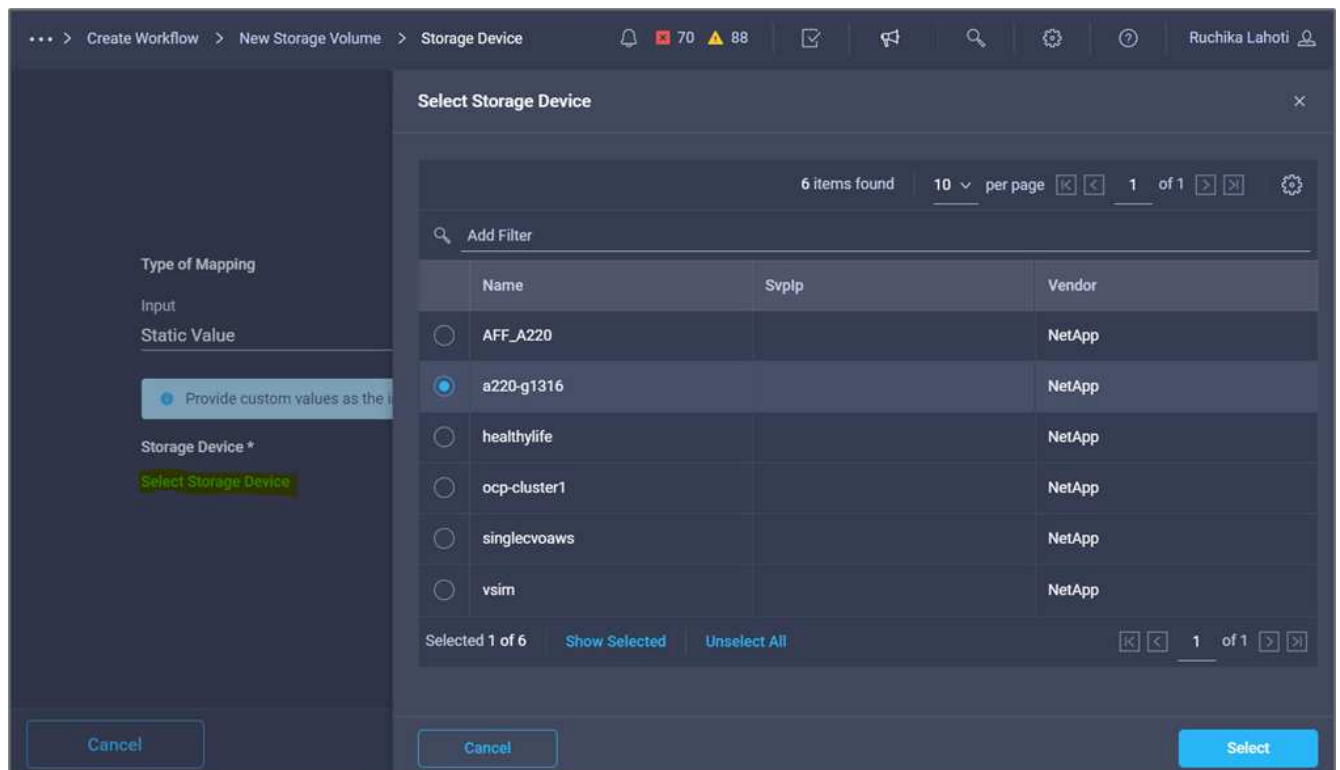 ••• > Create Workflow > New Storage Volume > Storage Device 70 88 Ruchika Lahoti
Select Storage Device ×
6 items found 10 per page 1 of 1
Add Filter
Type of Mapping
Input
Static Value
Provide custom values as the i
Storage Device *
Select Storage Device
Name SvpIp Vendor
AFF_A220 NetApp
a220-g1316 NetApp
healthylife NetApp
ocp-cluster1 NetApp
singlecvoaws NetApp
vsim NetApp
Selected 1 of 6 Show Selected Unselect All 1 of 1
Cancel
Cancel Select